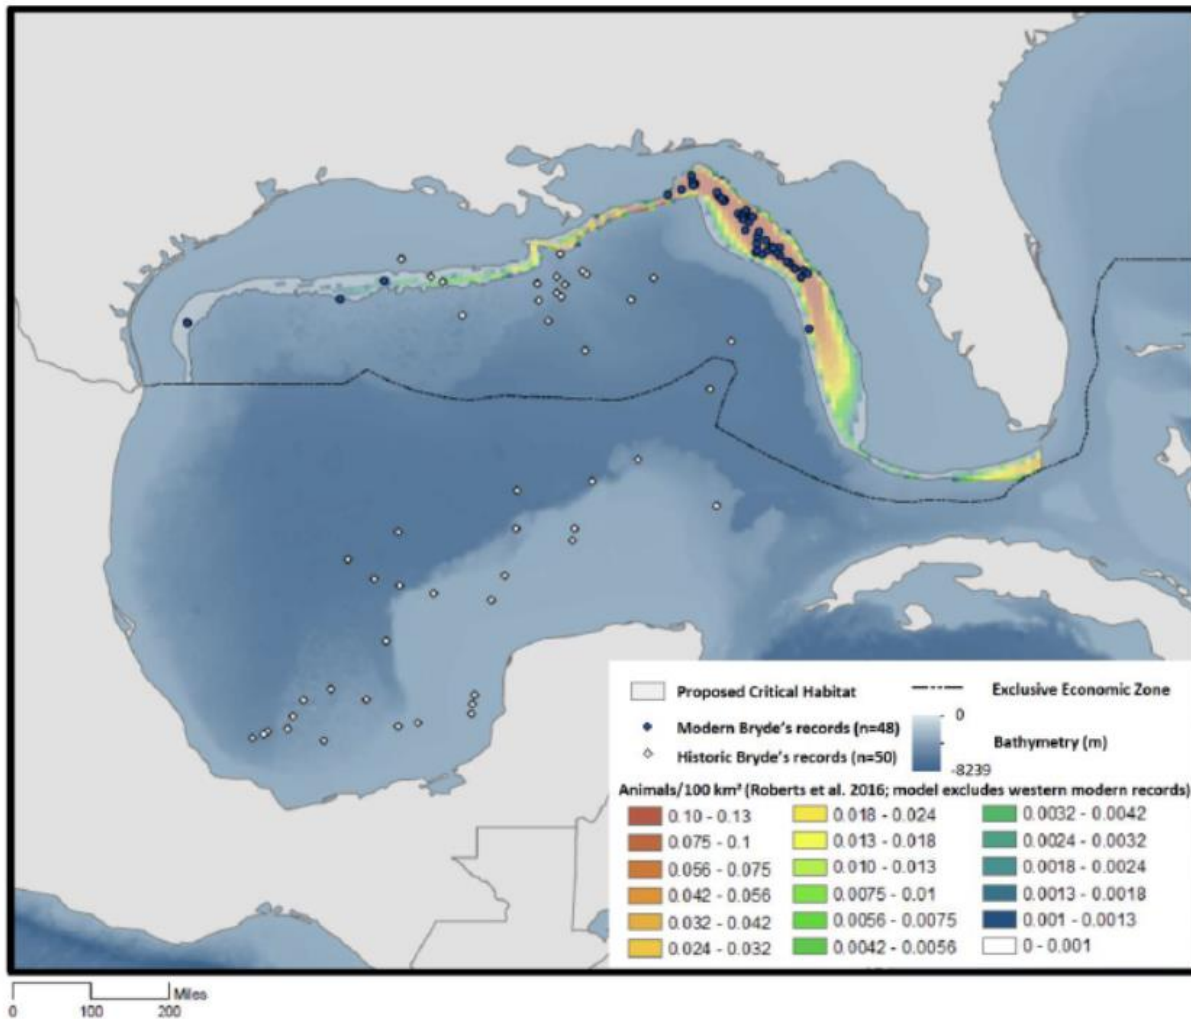 Proposed Critical Habitat
Exclusive Economic Zone
Modern Bryde's records (n=48)
0
Bathymetry (m)
Historic Bryde's records (n=50)
-8239
Animals/100 km² (Roberts et al. 2016; model excludes western modern records)
0.10 - 0.13
0.018 - 0.024
0.0032 - 0.0042
0.075 - 0.1
0.013 - 0.018
0.0024 - 0.0032
0.056 - 0.075
0.010 - 0.013
0.0018 - 0.0024
0.042 - 0.056
0.0075 - 0.01
0.0013 - 0.0018
0.032 - 0.042
0.0056 - 0.0075
0.001 - 0.0013
0.024 - 0.032
0.0042 - 0.0056
0 - 0.001
Miles
0 100 200